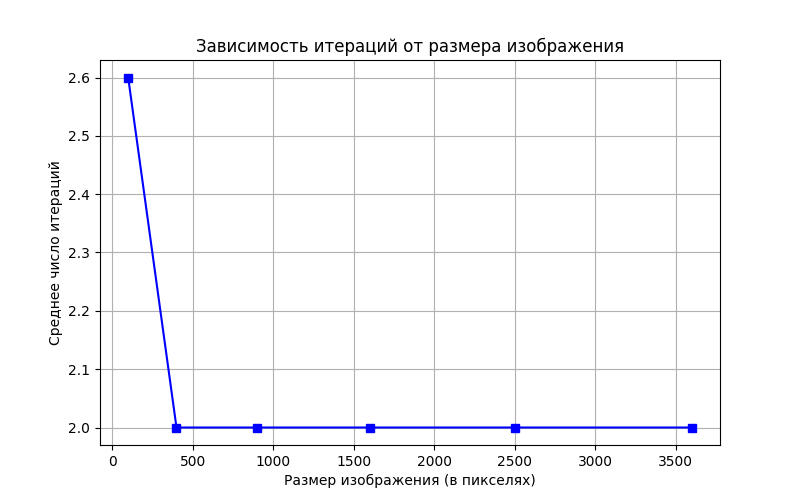 Зависимость итераций от размера изображения
Среднее число итераций
2.6
2.5
2.4
2.3
2.2
2.1
2.0
0 500 1000 1500 2000 2500 3000 3500
Размер изображения (в пикселях)